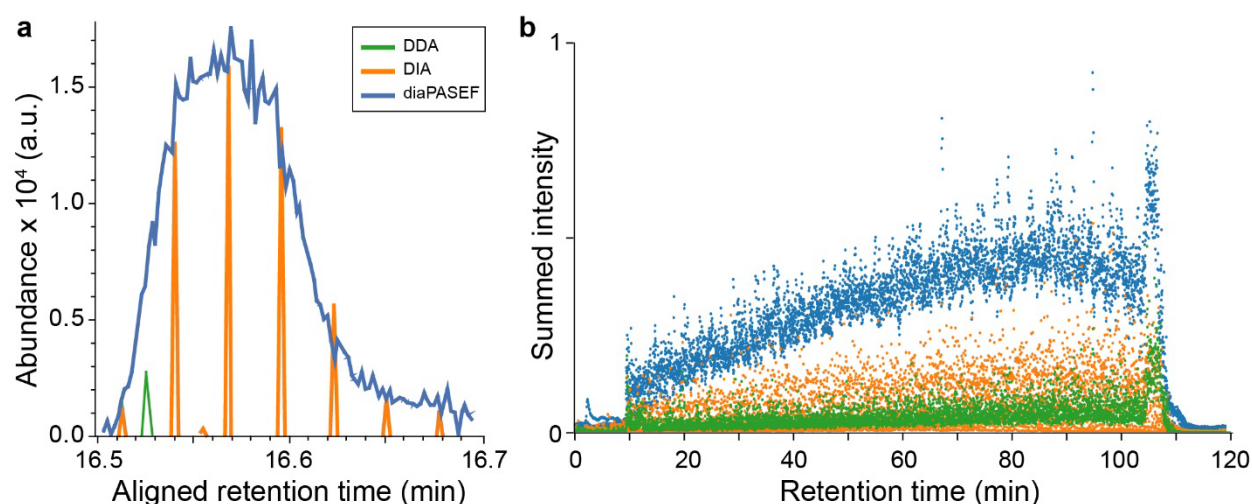 a
Abundance x 10⁴ (a.u.)
1.5
1.0
0.5
0.0
16.5
16.6
16.7
Aligned retention time (min)
DDA
DIA
diaPASEF
b
Summed intensity
1
0
0
20
40
60
80
100
120
Retention time (min)